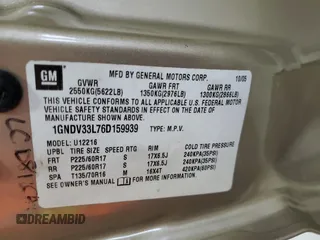 GM
MFD BY GENERAL MOTORS CORP. 10/05
GVWR GAWR FRT GAWR RR
2550KG(5622LB) 1350KG(2976LB) 1300KG(2866LB)
THIS VEHICLE CONFORMS TO ALL APPLICABLE U.S. FEDERAL
MOTOR VEHICLE SAFETY STANDARDS IN EFFECT ON THE DATE OF
MANUFACTURE SHOWN ABOVE.
1GNDV33L76D159939 TYPE: M.P.V.
MODEL: U12216
UPBL TIRE SIZE SPEED RTG RIM COLD TIRE PRESSURE
FRT P225/60R17 S 17X6.5J 240KPA(35PSI)
RR P225/60R17 S 17X6.5J 240KPA(35PSI)
SPA T135/70R16 M 16X4T 420KPA(60PSI)
SEE OWNER'S MANUAL FOR MORE INFORMATION.
DREAMBID